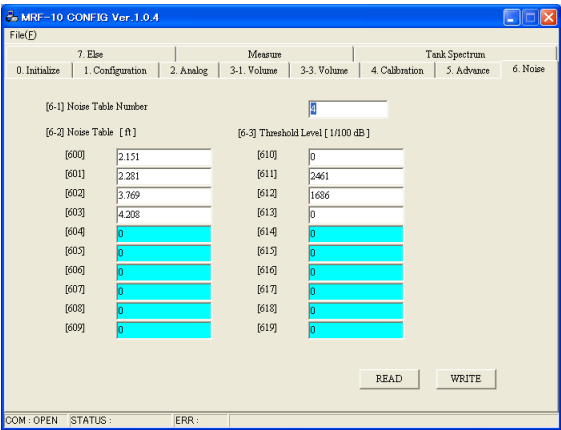 MRF-10 CONFIG Ver.1.0.4
File(F)
7. Else Measure Tank Spectrum
0. Initialize 1. Configuration 2. Analog 3-1. Volume 3-3. Volume 4. Calibration 5. Advance 6. Noise
[6-1] Noise Table Number 4
[6-2] Noise Table [ ft ] [6-3] Threshold Level [ 1/100 dB ]
[600] 2.151 [610] 0
[601] 2.281 [611] 2461
[602] 3.769 [612] 1686
[603] 4.208 [613] 0
[604] 0 [614] 0
[605] 0 [615] 0
[606] 0 [616] 0
[607] 0 [617] 0
[608] 0 [618] 0
[609] 0 [619] 0
READ WRITE
COM : OPEN STATUS : ERR :